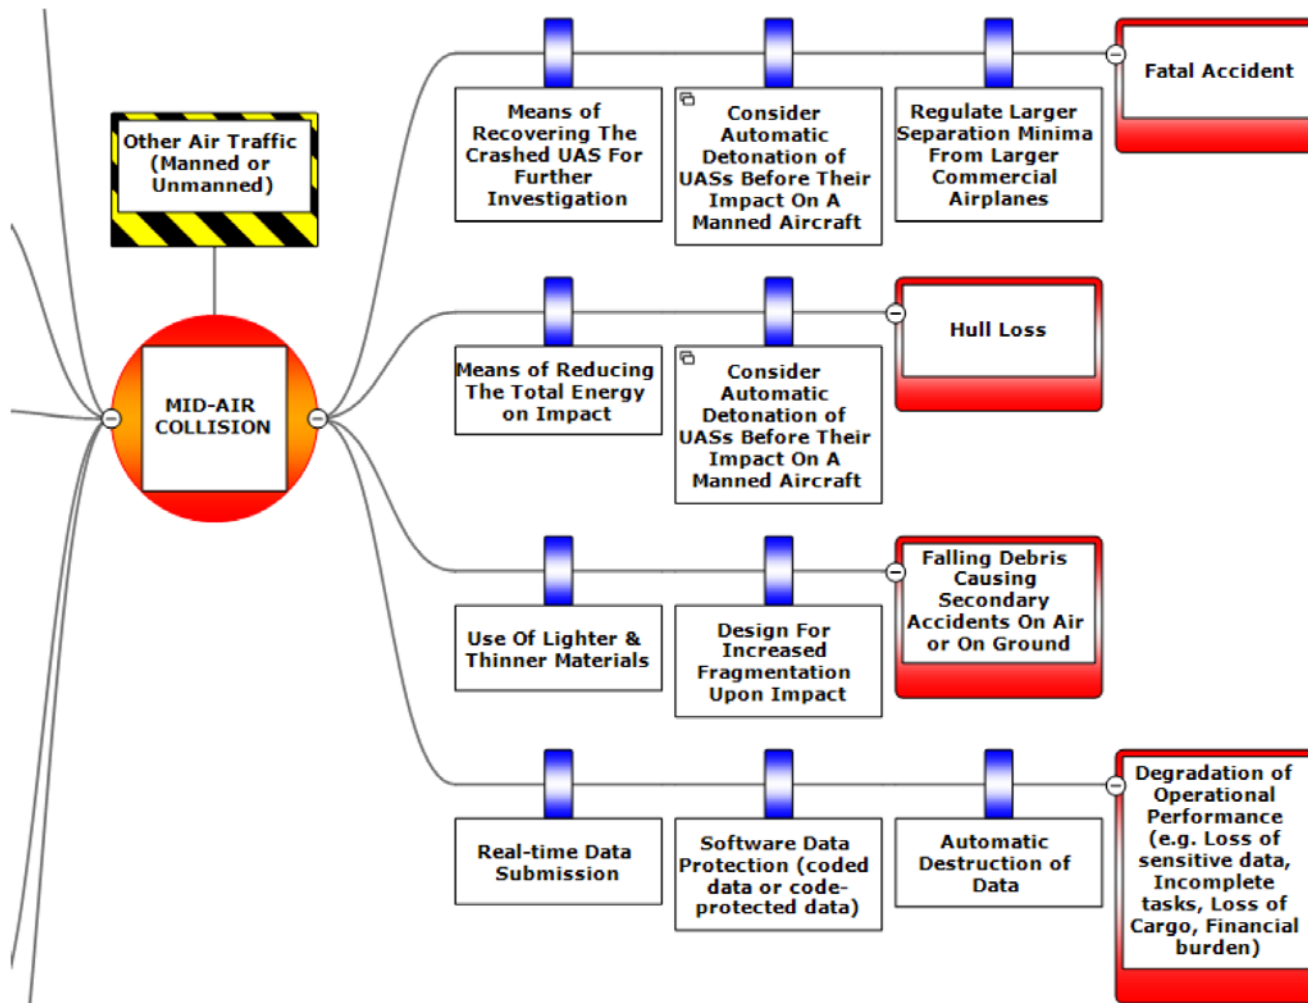 Other Air Traffic
(Manned or
Unmanned)
MID-AIR
COLLISION
Means of
Recovering The
Crashed UAS For
Further
Investigation
Consider
Automatic
Detonation of
UASs Before Their
Impact On A
Manned Aircraft
Regulate Larger
Separation Minima
From Larger
Commercial
Airplanes
Fatal Accident
Means of Reducing
The Total Energy
on Impact
Consider
Automatic
Detonation of
UASs Before Their
Impact On A
Manned Aircraft
Hull Loss
Use Of Lighter &
Thinner Materials
Design For
Increased
Fragmentation
Upon Impact
Falling Debris
Causing
Secondary
Accidents On Air
or On Ground
Real-time Data
Submission
Software Data
Protection (coded
data or code-
protected data)
Automatic
Destruction of
Data
Degradation of
Operational
Performance
(e.g. Loss of
sensitive data,
Incomplete
tasks, Loss of
Cargo, Financial
burden)